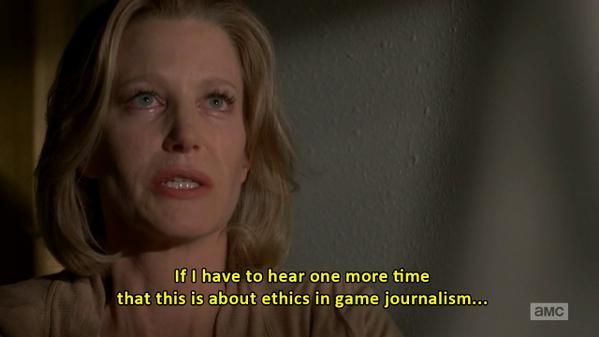 If I have to hear one more time
that this is about ethics in game journalism...
amc